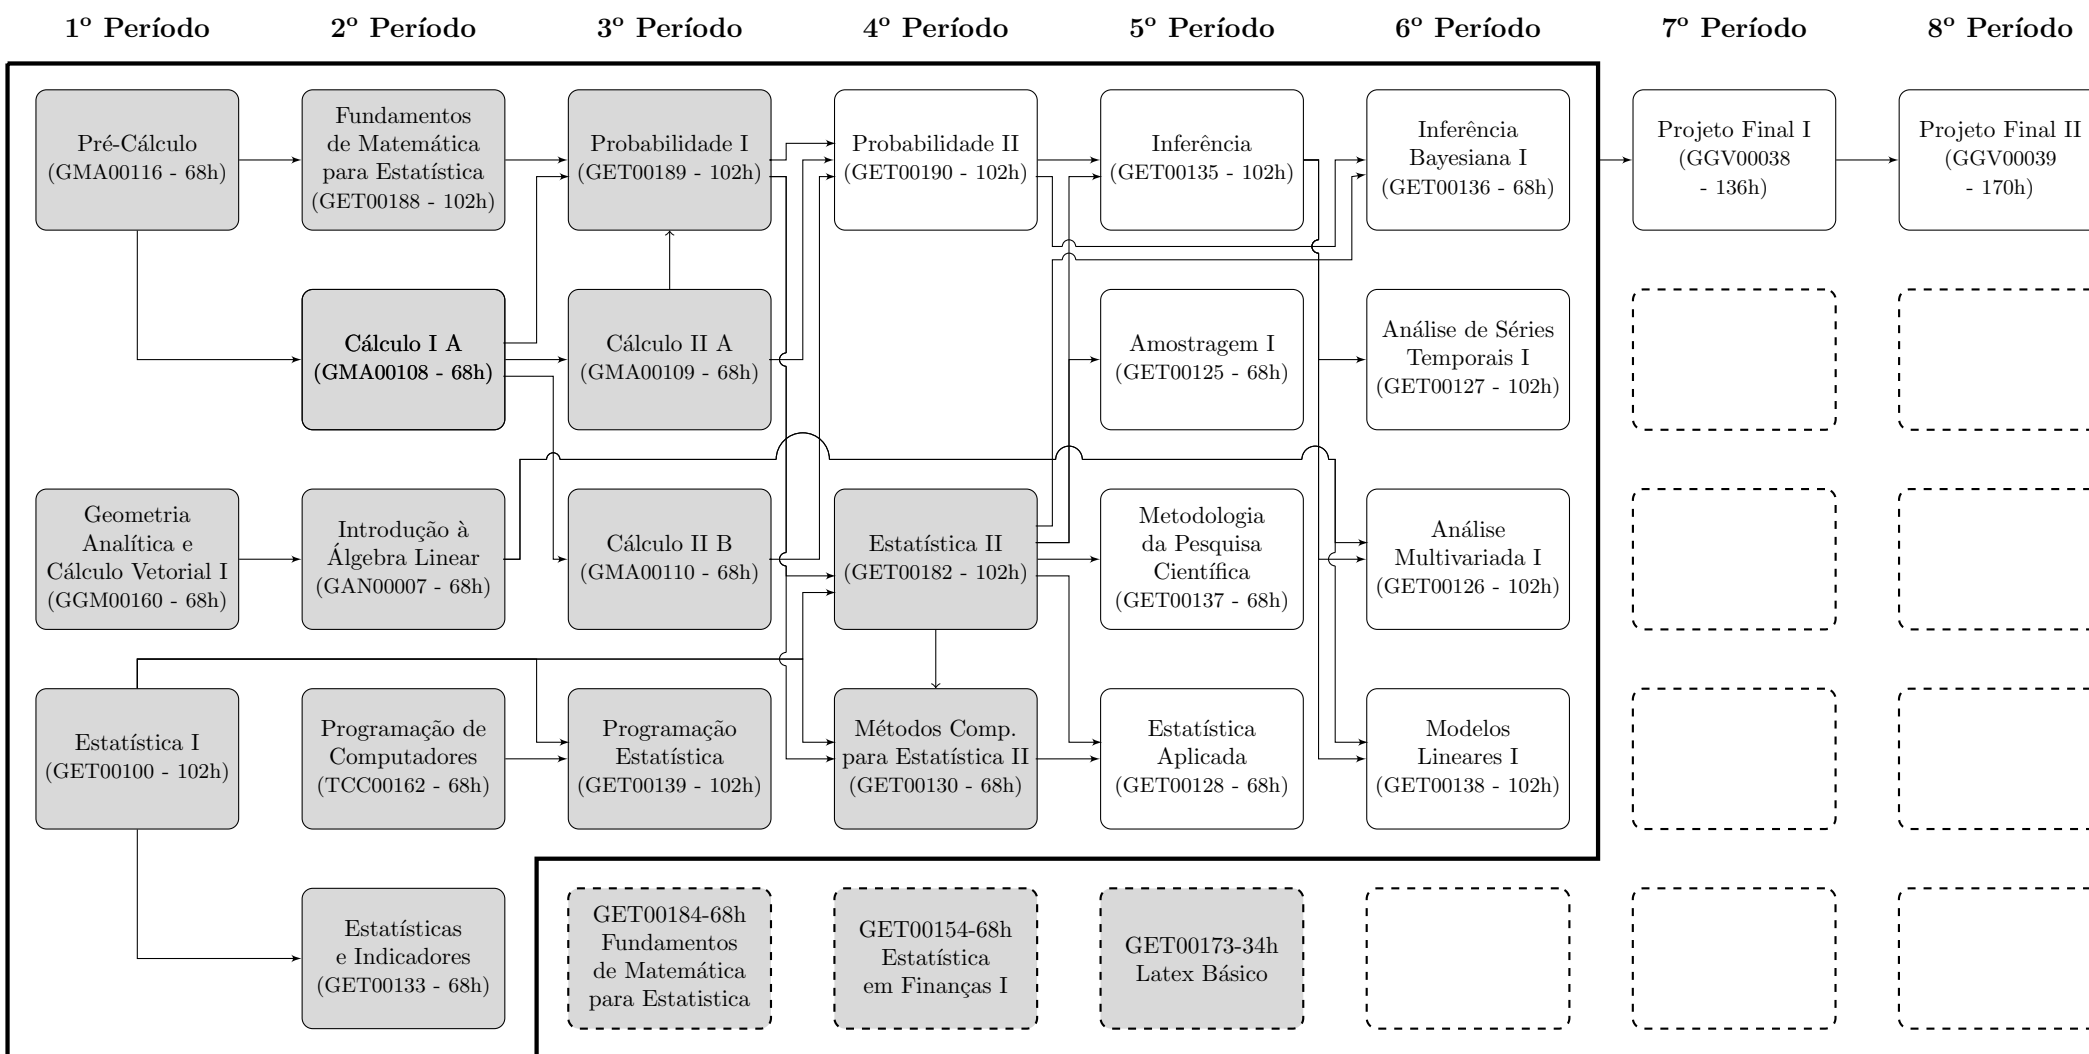 1º Período
2º Período
3º Período
4º Período
5º Período
6º Período
7º Período
8º Período
Pré-Cálculo
(GMA00116 - 68h)
Fundamentos
de Matemática
para Estatística
(GET00188 - 102h)
Probabilidade I
(GET00189 - 102h)
Probabilidade II
(GET00190 - 102h)
Inferência
(GET00135 - 102h)
Inferência
Bayesiana I
(GET00136 - 68h)
Projeto Final I
(GGV00038
- 136h)
Projeto Final II
(GGV00039
- 170h)
Cálculo I A
(GMA00108 - 68h)
Cálculo II A
(GMA00109 - 68h)
Amostragem I
(GET00125 - 68h)
Análise de Séries
Temporais I
(GET00127 - 102h)
Geometria
Analítica e
Cálculo Vetorial I
(GGM00160 - 68h)
Introdução à
Álgebra Linear
(GAN00007 - 68h)
Cálculo II B
(GMA00110 - 68h)
Estatística II
(GET00182 - 102h)
Metodologia
da Pesquisa
Científica
(GET00137 - 68h)
Análise
Multivariada I
(GET00126 - 102h)
Estatística I
(GET00100 - 102h)
Programação de
Computadores
(TCC00162 - 68h)
Programação
Estatística
(GET00139 - 102h)
Métodos Comp.
para Estatística II
(GET00130 - 68h)
Estatística
Aplicada
(GET00128 - 68h)
Modelos
Lineares I
(GET00138 - 102h)
Estatísticas
e Indicadores
(GET00133 - 68h)
GET00184-68h
Fundamentos
de Matemática
para Estatistica
GET00154-68h
Estatística
em Finanças I
GET00173-34h
Latex Básico